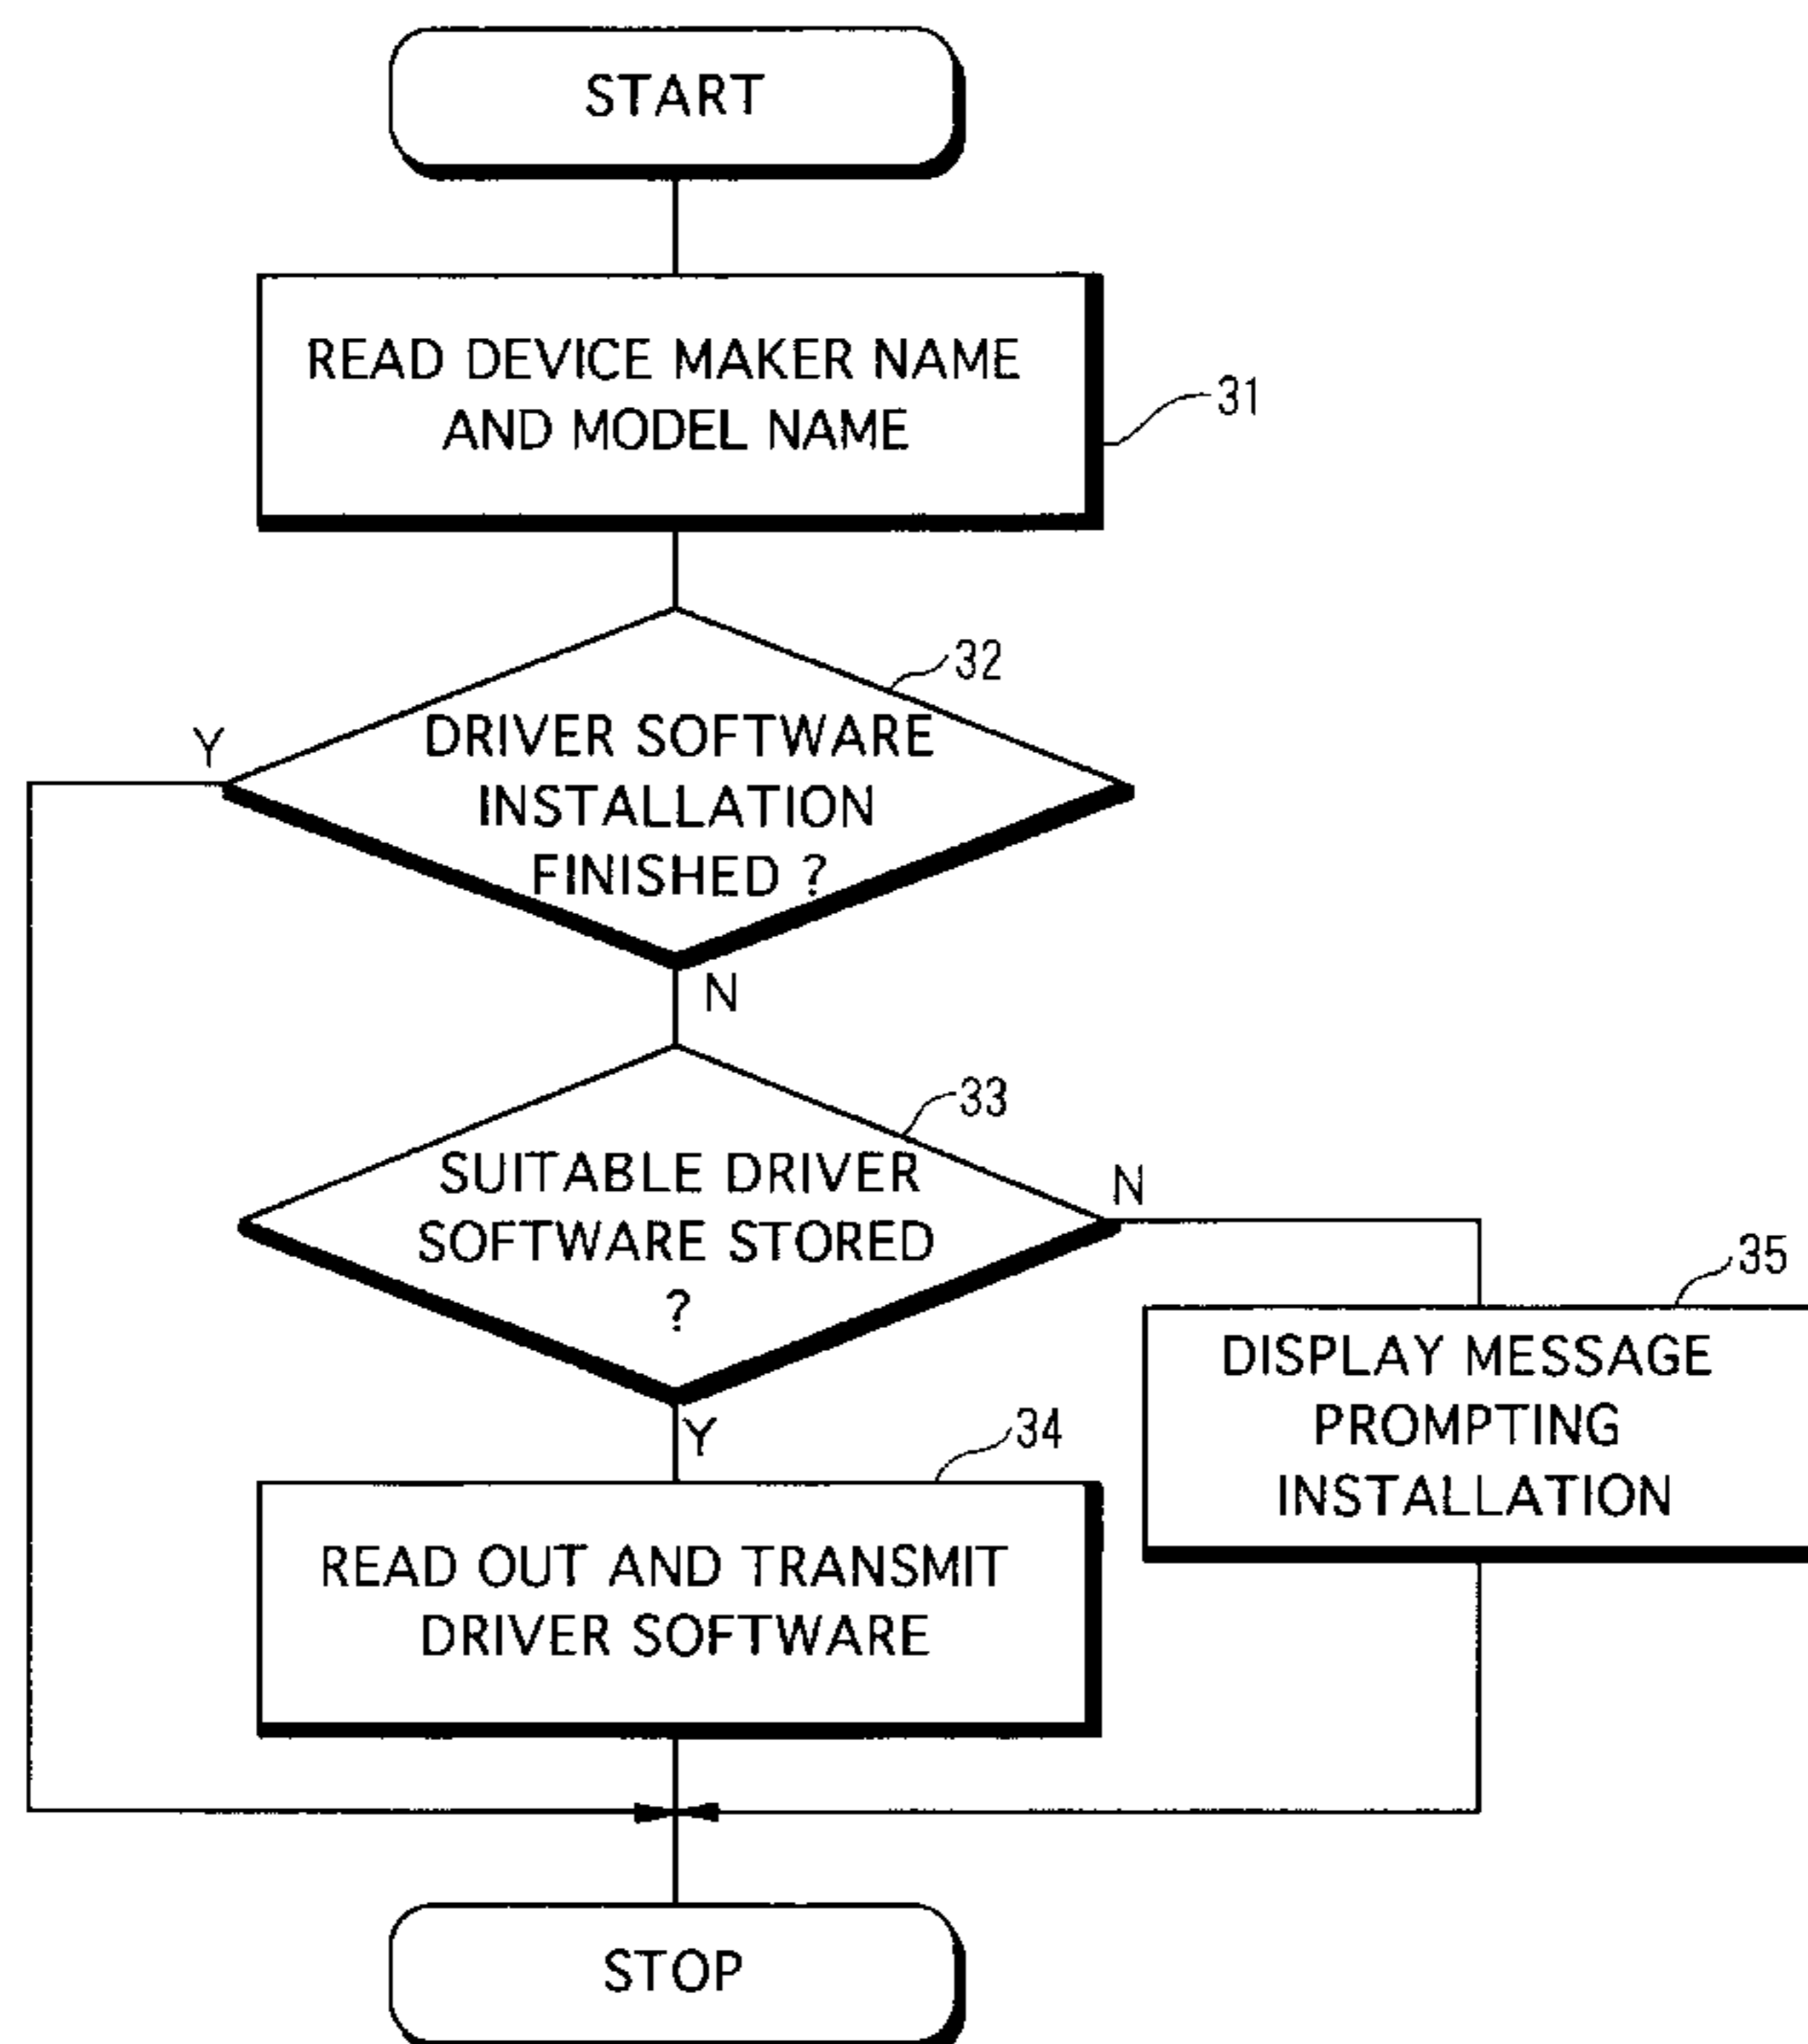 START
READ DEVICE MAKER NAME
AND MODEL NAME
31
32
Y
DRIVER SOFTWARE
INSTALLATION
FINISHED ?
N
33
SUITABLE DRIVER
SOFTWARE STORED
?
N
Y
35
DISPLAY MESSAGE
PROMPTING
INSTALLATION
34
READ OUT AND TRANSMIT
DRIVER SOFTWARE
STOP